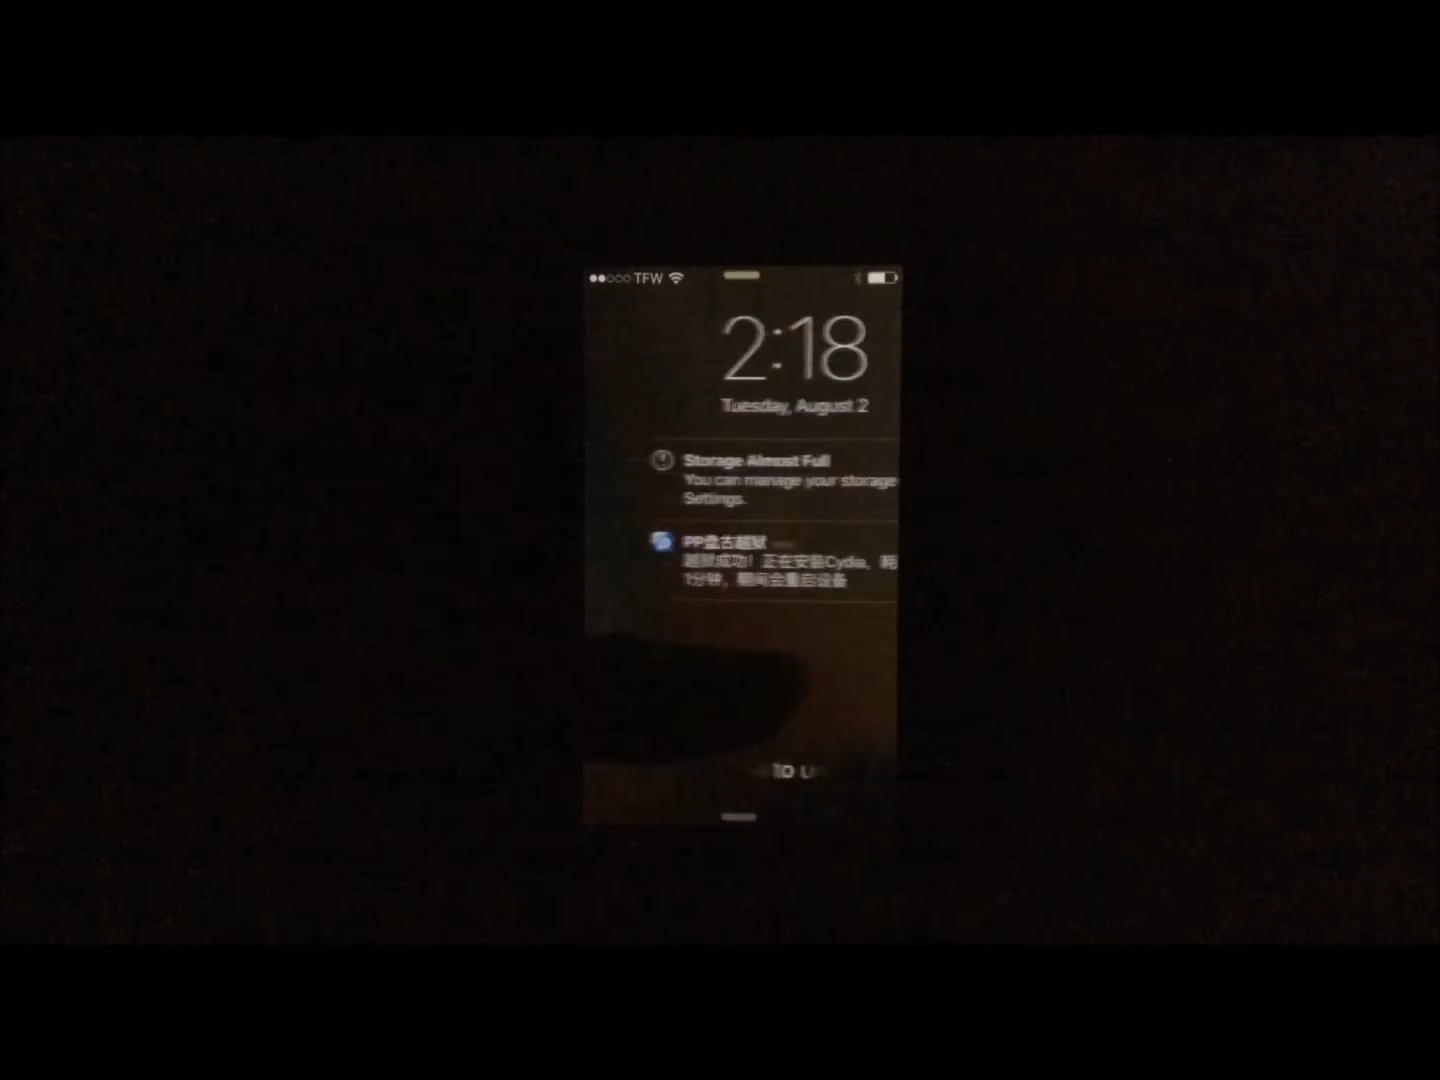 TFW
2:18
Tuesday, August 2
Storage Almost Full
You can manage your storage
Settings.
PP盘古越狱
越狱成功！正在安装Cydia，耗
1分钟，期间会重启设备
to u